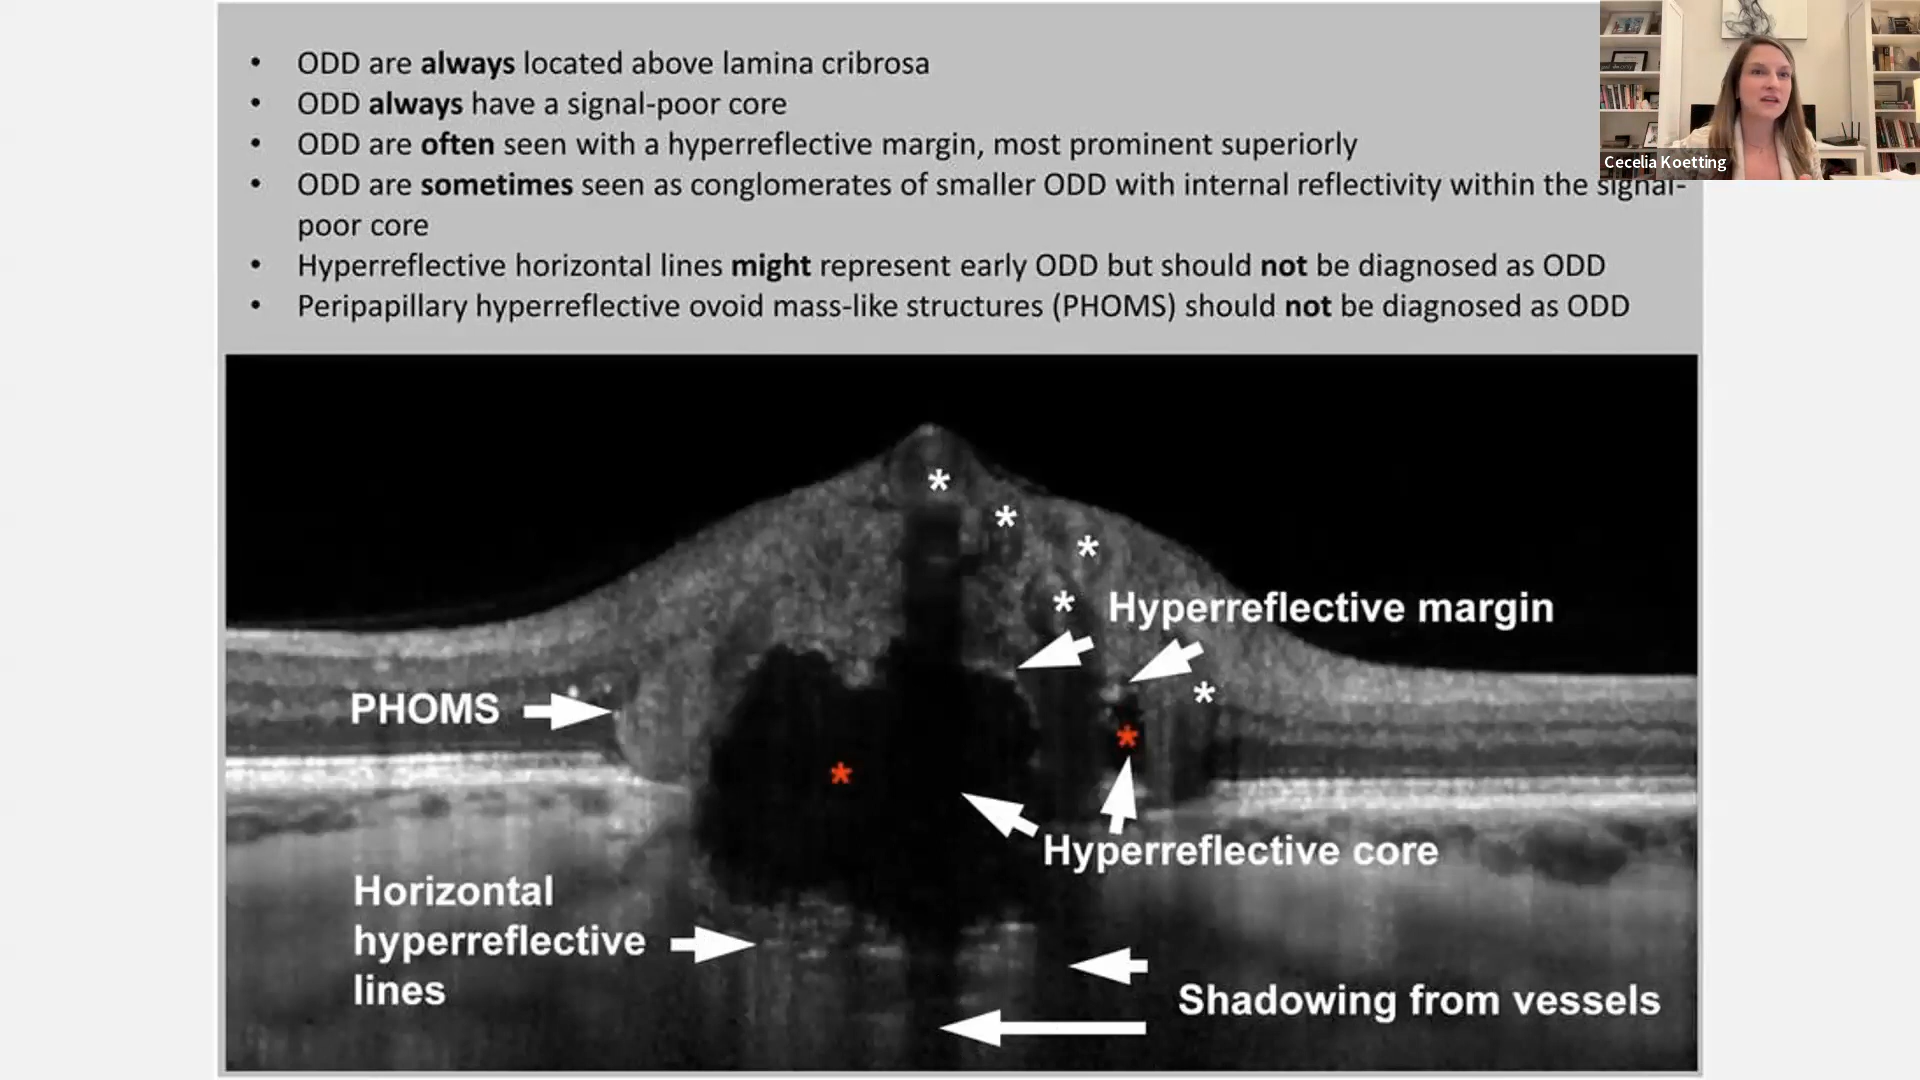 • ODD are always located above lamina cribrosa
• ODD always have a signal-poor core
• ODD are often seen with a hyperreflective margin, most prominent superiorly
• ODD are sometimes seen as conglomerates of smaller ODD with internal reflectivity within the signal-
poor core
• Hyperreflective horizontal lines might represent early ODD but should not be diagnosed as ODD
• Peripapillary hyperreflective ovoid mass-like structures (PHOMS) should not be diagnosed as ODD
Cecelia Koetting
*
*
*
* Hyperreflective margin
*
PHOMS
*
*
Hyperreflective core
Horizontal
hyperreflective
lines
Shadowing from vessels